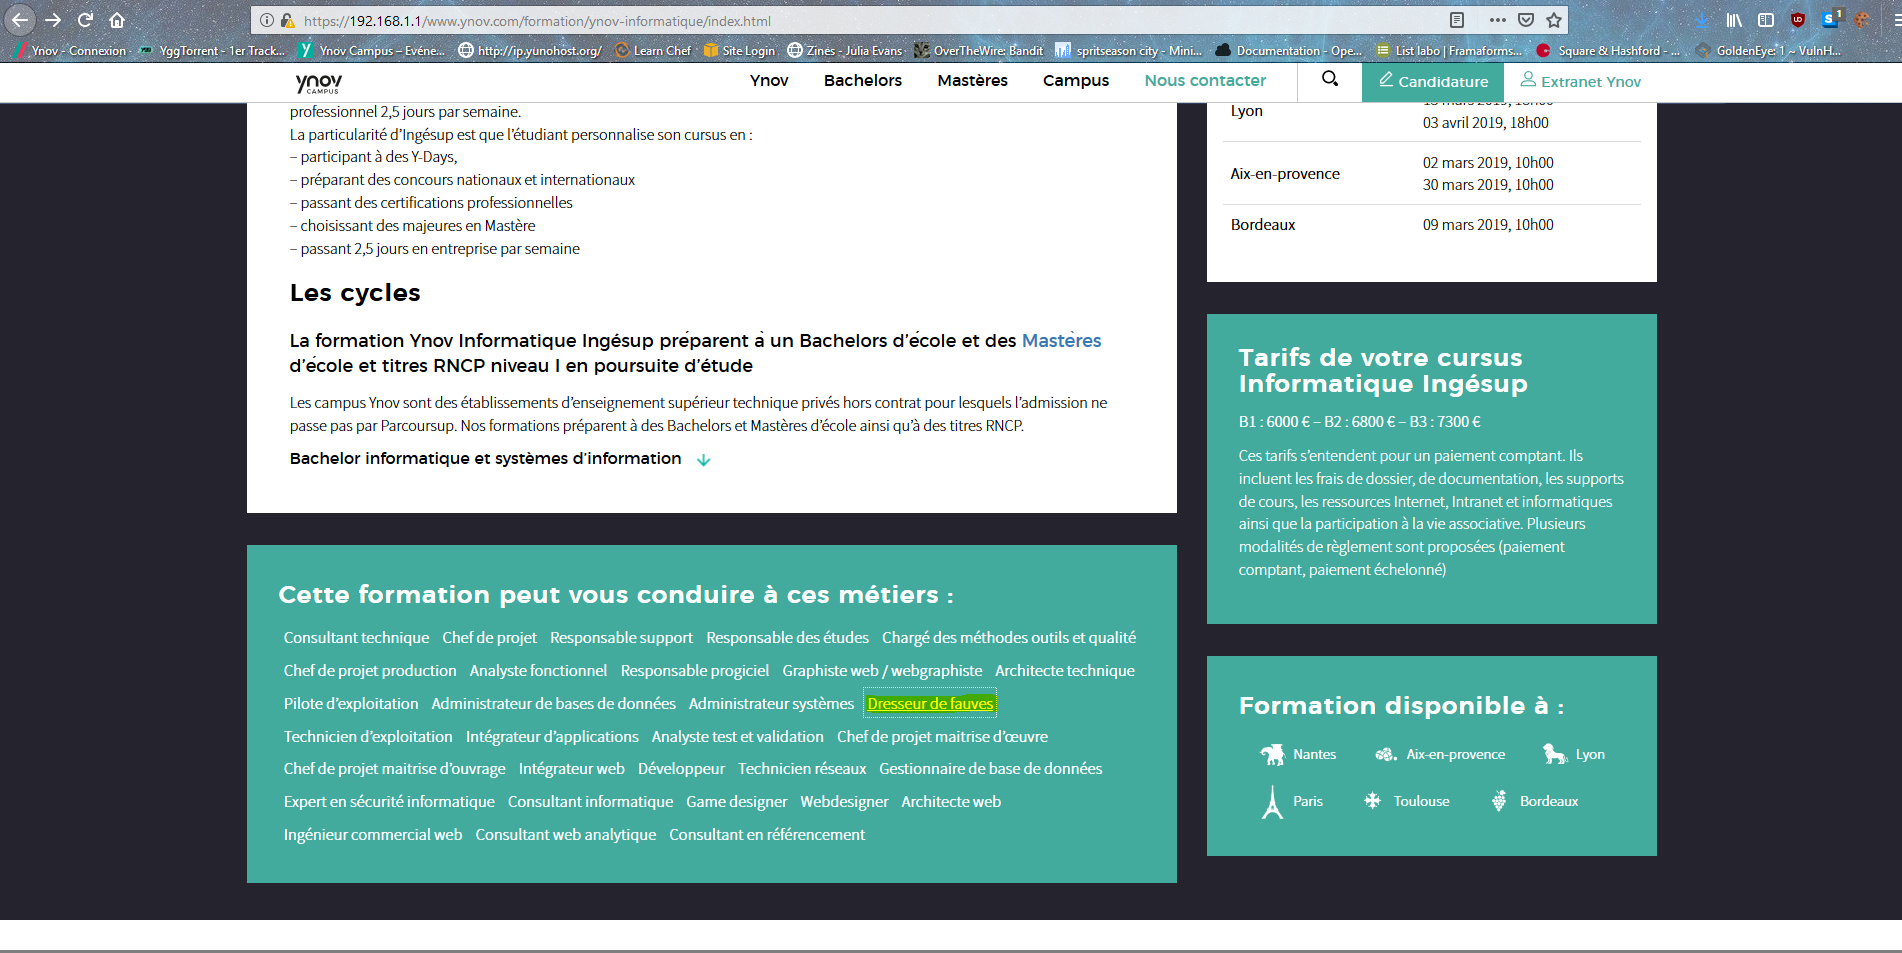 https://192.168.1.1/www.ynov.com/formation/ynov-informatique/index.html
Ynov - Connexion YggTorrent - 1er Track... Ynov Campus – Evéne... http://ip.yunohost.org/ Learn Chef Site Login Zines - Julia Evans OverTheWire: Bandit spritseason city - Mini... Documentation - Ope... List labo | Framaforms... Square & Hashford - ... GoldenEye: 1 ~ VulnH...
ynov CAMPUS
Ynov Bachelors Mastères Campus Nous contacter Candidature Extranet Ynov
professionnel 2,5 jours par semaine.
La particularité d’Ingésup est que l’étudiant personnalise son cursus en :
– participant à des Y-Days,
– préparant des concours nationaux et internationaux
– passant des certifications professionnelles
– choisissant des majeures en Mastère
– passant 2,5 jours en entreprise par semaine
Les cycles
La formation Ynov Informatique Ingésup préparent à un Bachelors d’école et des Mastères
d’école et titres RNCP niveau I en poursuite d’étude
Les campus Ynov sont des établissements d’enseignement supérieur technique privés hors contrat pour lesquels l’admission ne
passe pas par Parcoursup. Nos formations préparent à des Bachelors et Mastères d’école ainsi qu’à des titres RNCP.
Bachelor informatique et systèmes d’information
Cette formation peut vous conduire à ces métiers :
Consultant technique Chef de projet Responsable support Responsable des études Chargé des méthodes outils et qualité
Chef de projet production Analyste fonctionnel Responsable progiciel Graphiste web / webgraphiste Architecte technique
Pilote d’exploitation Administrateur de bases de données Administrateur systèmes Dresseur de fauves
Technicien d’exploitation Intégrateur d’applications Analyste test et validation Chef de projet maitrise d’œuvre
Chef de projet maitrise d’ouvrage Intégrateur web Développeur Technicien réseaux Gestionnaire de base de données
Expert en sécurité informatique Consultant informatique Game designer Webdesigner Architecte web
Ingénieur commercial web Consultant web analytique Consultant en référencement
Lyon
03 avril 2019, 18h00
Aix-en-provence
02 mars 2019, 10h00
30 mars 2019, 10h00
Bordeaux 09 mars 2019, 10h00
Tarifs de votre cursus
Informatique Ingésup
B1 : 6000 € – B2 : 6800 € – B3 : 7300 €
Ces tarifs s’entendent pour un paiement comptant. Ils
incluent les frais de dossier, de documentation, les supports
de cours, les ressources Internet, Intranet et informatiques
ainsi que la participation à la vie associative. Plusieurs
modalités de règlement sont proposées (paiement
comptant, paiement échelonné)
Formation disponible à :
Nantes Aix-en-provence Lyon
Paris Toulouse Bordeaux